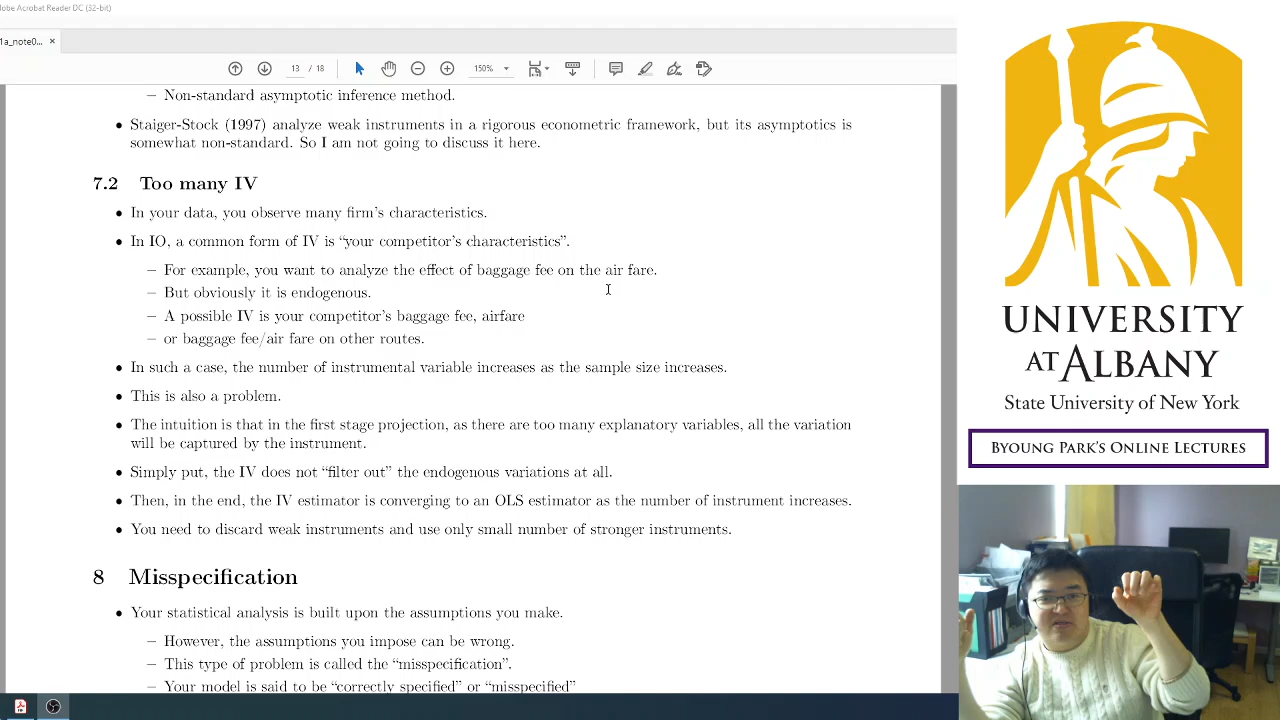 dobe Acrobat Reader DC (32-bit)
1a_note0... ×
13 / 18
150%
– Non-standard asymptotic inference method.
• Staiger-Stock (1997) analyze weak instruments in a rigorous econometric framework, but its asymptotics is
somewhat non-standard. So I am not going to discuss it here.
7.2 Too many IV
• In your data, you observe many firm's characteristics.
• In IO, a common form of IV is “your competitor's characteristics”.
– For example, you want to analyze the effect of baggage fee on the air fare.
– But obviously it is endogenous.
– A possible IV is your competitor's baggage fee, airfare
– or baggage fee/air fare on other routes.
• In such a case, the number of instrumental variable increases as the sample size increases.
• This is also a problem.
• The intuition is that in the first stage projection, as there are too many explanatory variables, all the variation
will be captured by the instrument.
• Simply put, the IV does not “filter out” the endogenous variations at all.
• Then, in the end, the IV estimator is converging to an OLS estimator as the number of instrument increases.
• You need to discard weak instruments and use only small number of stronger instruments.
8 Misspecification
• Your statistical analysis is built upon the assumptions you make.
– However, the assumptions you impose can be wrong.
– This type of problem is called the “misspecification”.
– Your model is said to be “correctly specified” or “misspecified”
UNIVERSITY
AT ALBANY
State University of New York
BYOUNG PARK'S ONLINE LECTURES